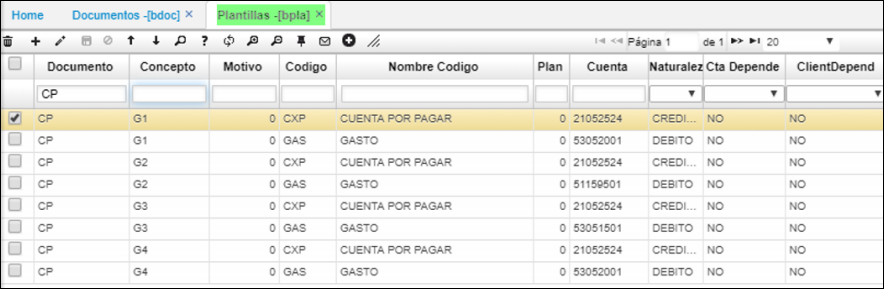 Home Documentos -[bdoc] × Plantillas -[bpla] ×
Página 1 de 1 20
Documento Concepto Motivo Codigo Nombre Codigo Plan Cuenta Naturalez Cta Depende ClientDepend
CP
CP G1 0 CXP CUENTA POR PAGAR 0 21052524 CREDI... NO NO
CP G1 0 GAS GASTO 0 53052001 DEBITO NO NO
CP G2 0 CXP CUENTA POR PAGAR 0 21052524 CREDI... NO NO
CP G2 0 GAS GASTO 0 51159501 DEBITO NO NO
CP G3 0 CXP CUENTA POR PAGAR 0 21052524 CREDI... NO NO
CP G3 0 GAS GASTO 0 53051501 DEBITO NO NO
CP G4 0 CXP CUENTA POR PAGAR 0 21052524 CREDI... NO NO
CP G4 0 GAS GASTO 0 53052001 DEBITO NO NO